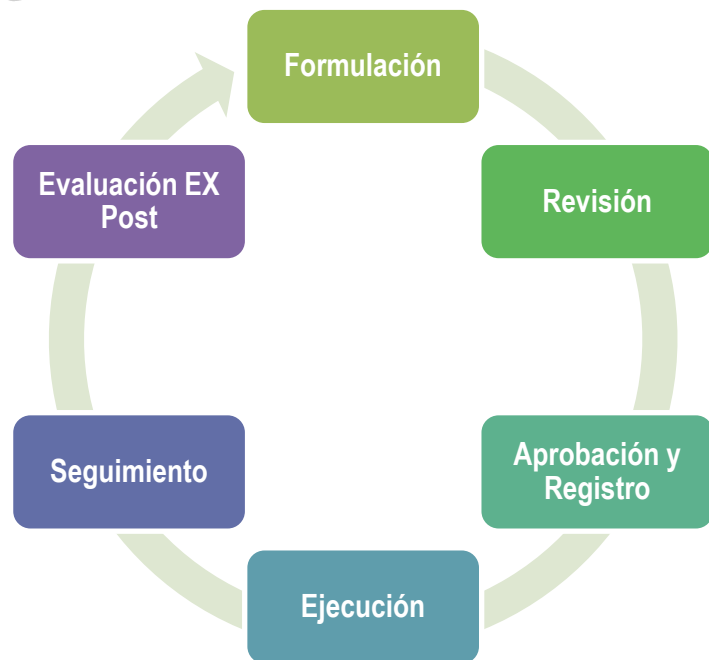 Formulación
Revisión
Aprobación y
Registro
Ejecución
Seguimiento
Evaluación EX
Post